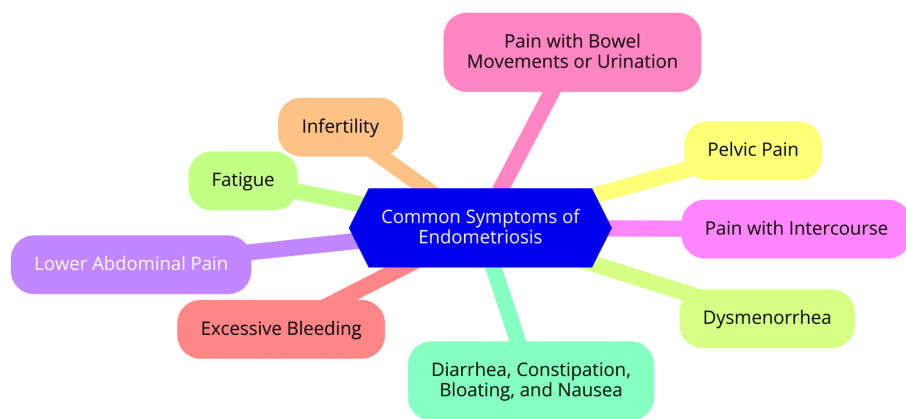 Pain with Bowel
Movements or Urination
Infertility
Pelvic Pain
Fatigue
Common Symptoms of
Endometriosis
Pain with Intercourse
Lower Abdominal Pain
Dysmenorrhea
Excessive Bleeding
Diarrhea, Constipation,
Bloating, and Nausea